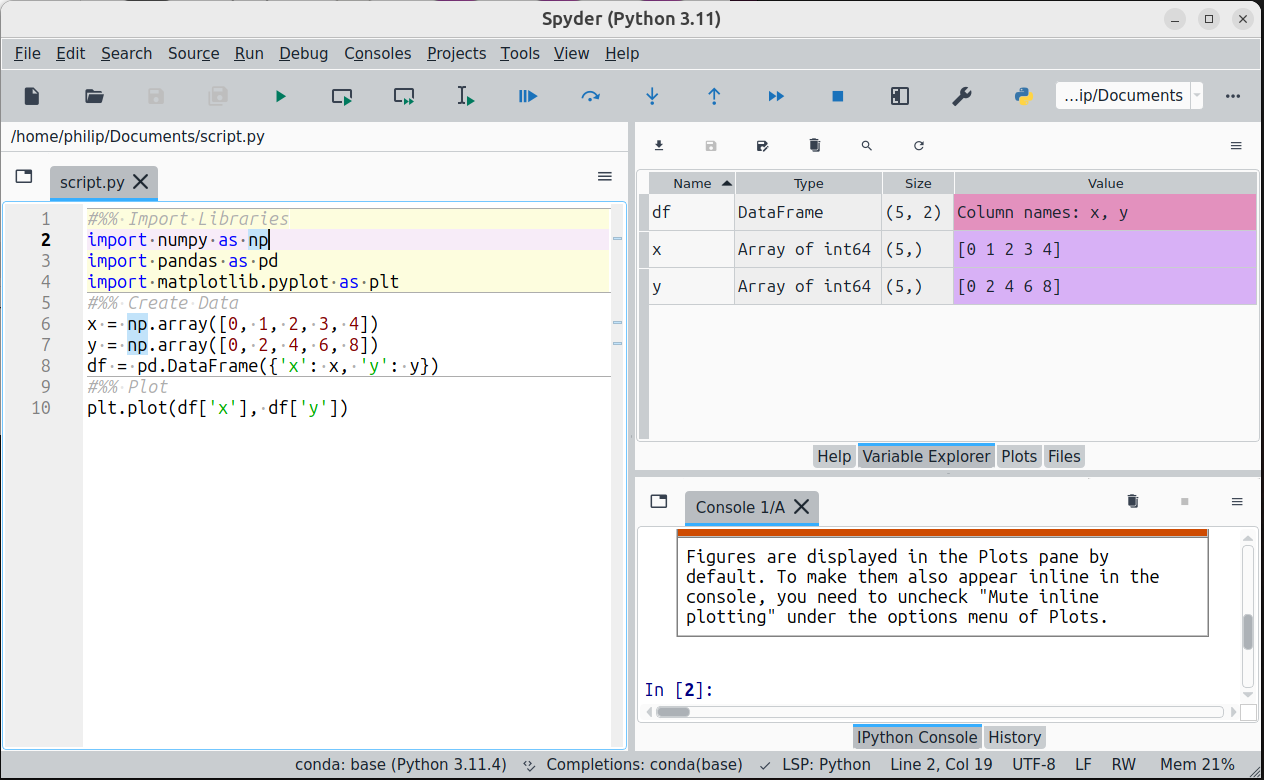 Spyder (Python 3.11)
File Edit Search Source Run Debug Consoles Projects Tools View Help
...ip/Documents
/home/philip/Documents/script.py
script.py
1 #%% Import Libraries
2 import numpy as np
3 import pandas as pd
4 import matplotlib.pyplot as plt
5 #%% Create Data
6 x = np.array([0, 1, 2, 3, 4])
7 y = np.array([0, 2, 4, 6, 8])
8 df = pd.DataFrame({'x': x, 'y': y})
9 #%% Plot
10 plt.plot(df['x'], df['y'])
Name Type Size Value
df DataFrame (5, 2) Column names: x, y
x Array of int64 (5,) [0 1 2 3 4]
y Array of int64 (5,) [0 2 4 6 8]
Help Variable Explorer Plots Files
Console 1/A
Figures are displayed in the Plots pane by
default. To make them also appear inline in the
console, you need to uncheck "Mute inline
plotting" under the options menu of Plots.
In [2]:
IPython Console History
conda: base (Python 3.11.4) Completions: conda(base) LSP: Python Line 2, Col 19 UTF-8 LF RW Mem 21%